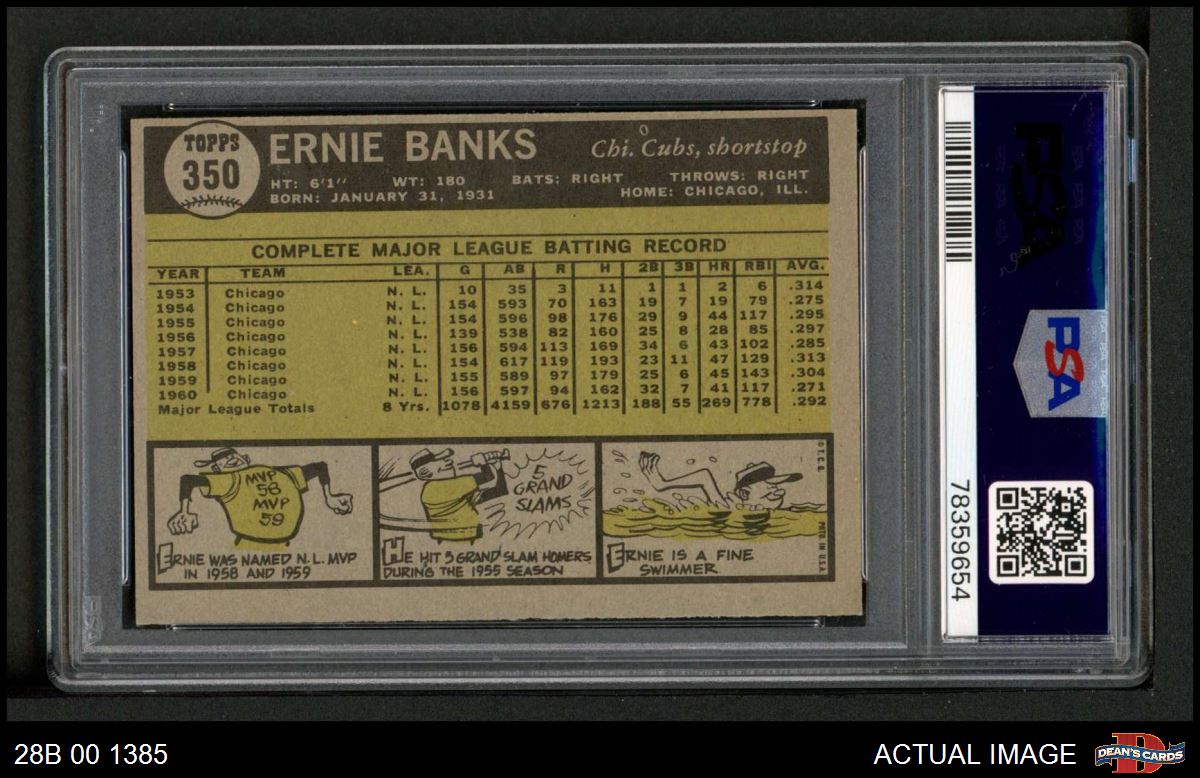 TOPPS
350
ERNIE BANKS
Chi. Cubs, shortstop
HT: 6'1" WT: 180 BATS: RIGHT THROWS: RIGHT
BORN: JANUARY 31, 1931 HOME: CHICAGO, ILL.
COMPLETE MAJOR LEAGUE BATTING RECORD
YEAR TEAM LEA. G AB R H 2B 3B HR RBI AVG.
1953 Chicago N. L. 10 35 3 11 1 1 2 6 .314
1954 Chicago N. L. 154 593 70 163 19 7 19 79 .275
1955 Chicago N. L. 154 596 98 176 29 9 44 117 .295
1956 Chicago N. L. 139 538 82 160 25 8 28 85 .297
1957 Chicago N. L. 156 594 113 169 34 6 43 102 .285
1958 Chicago N. L. 154 617 119 193 23 11 47 129 .313
1959 Chicago N. L. 155 589 97 179 25 6 45 143 .304
1960 Chicago N. L. 156 597 94 162 32 7 41 117 .271
Major League Totals 8 Yrs. 1078 4159 676 1213 188 55 269 778 .292
MVP
58
MVP
59
ERNIE WAS NAMED N.L. MVP
IN 1958 AND 1959
5
GRAND
SLAMS
HE HIT 5 GRAND SLAM HOMERS
DURING THE 1955 SEASON
ERNIE IS A FINE
SWIMMER
© T.C.G.
PRTD. IN U.S.A.
PSA
PSA
78359654
PSA
28B 00 1385
ACTUAL IMAGE
DEAN'S CARDS